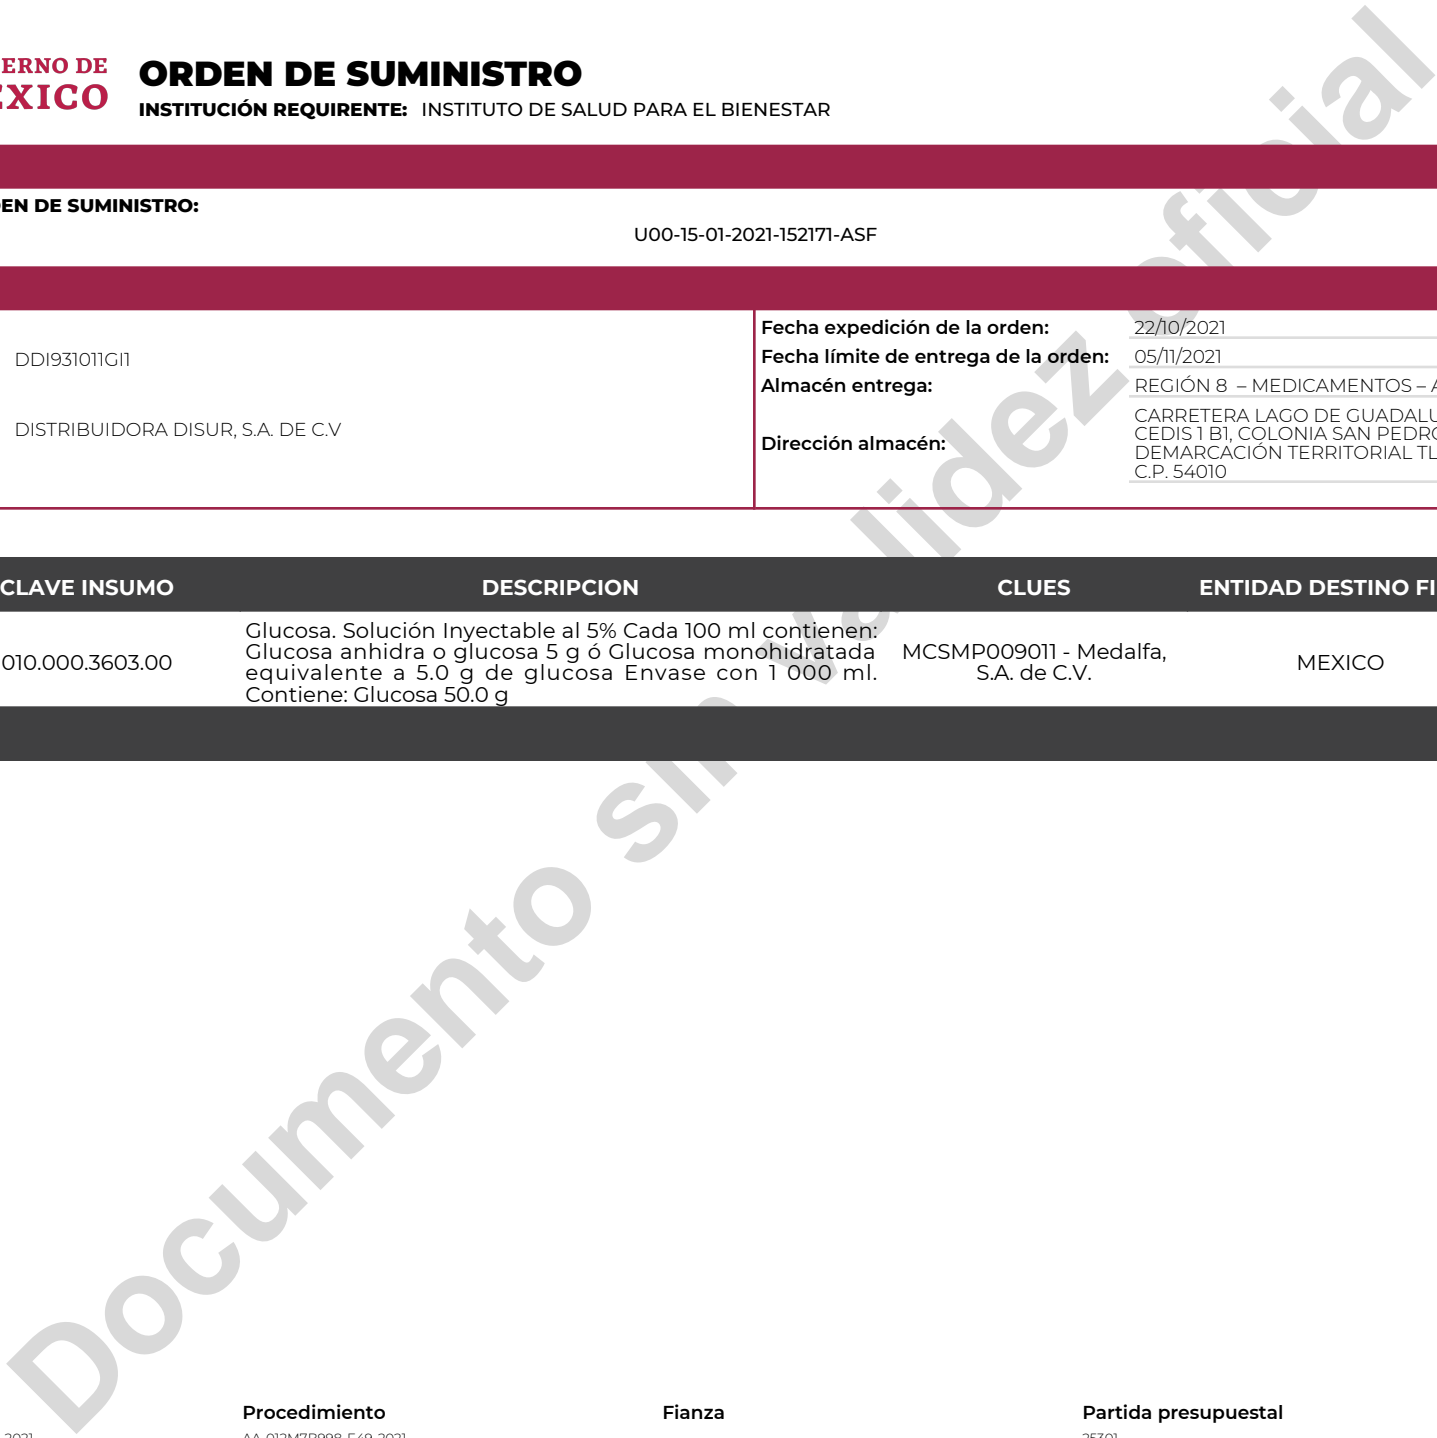 ERNO DE
EXICO
ORDEN DE SUMINISTRO
INSTITUCIÓN REQUIRENTE: INSTITUTO DE SALUD PARA EL BIENESTAR
EN DE SUMINISTRO:
U00-15-01-2021-152171-ASF
DDI931011GI1
DISTRIBUIDORA DISUR, S.A. DE C.V
Fecha expedición de la orden: 22/10/2021
Fecha límite de entrega de la orden: 05/11/2021
Almacén entrega: REGIÓN 8 – MEDICAMENTOS – A
Dirección almacén:
CARRETERA LAGO DE GUADALU
CEDIS 1 B1, COLONIA SAN PEDRO
DEMARCACIÓN TERRITORIAL TL
C.P. 54010
CLAVE INSUMO DESCRIPCION CLUES ENTIDAD DESTINO FI
010.000.3603.00
Glucosa. Solución Inyectable al 5% Cada 100 ml contienen:
Glucosa anhidra o glucosa 5 g ó Glucosa monohidratada
equivalente a 5.0 g de glucosa Envase con 1 000 ml.
Contiene: Glucosa 50.0 g
MCSMP009011 - Medalfa,
S.A. de C.V.
MEXICO
Documento sin validez oficial
Procedimiento Fianza Partida presupuestal